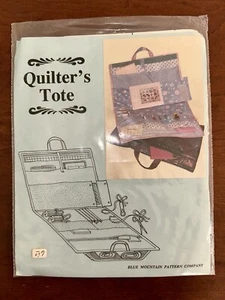 Quilter's
Tote
BLUE MOUNTAIN PATTERN COMPANY